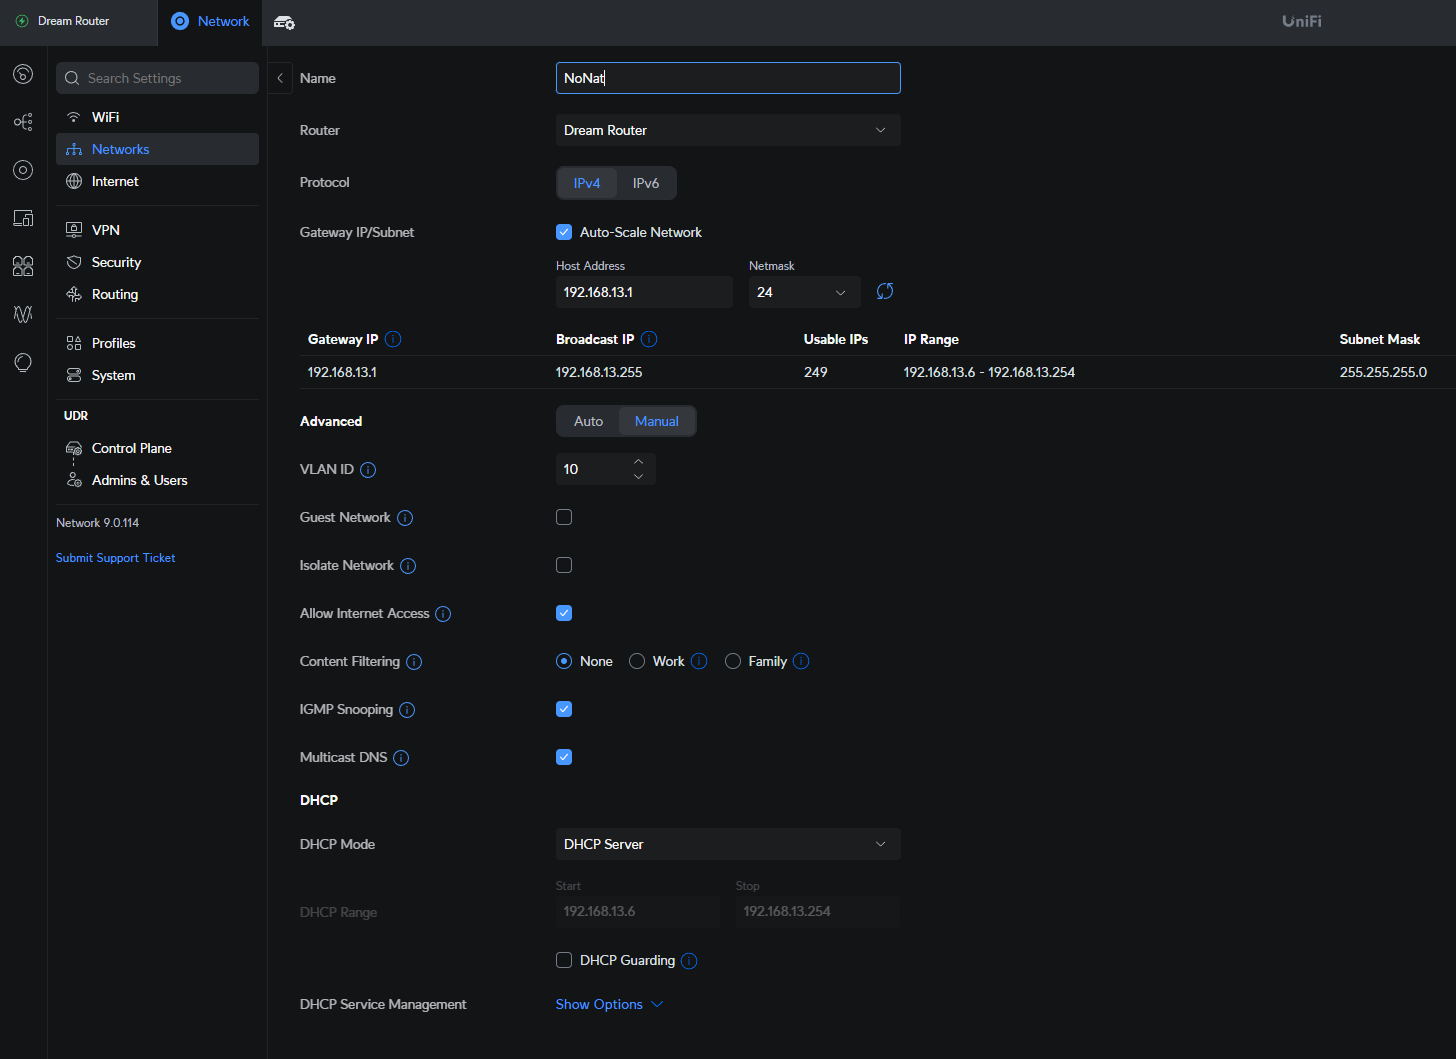 Dream Router
Network
UniFi
Search Settings
WiFi
Networks
Internet
VPN
Security
Routing
Profiles
System
UDR
Control Plane
Admins & Users
Network 9.0.114
Submit Support Ticket
Name
NoNat
Router
Dream Router
Protocol
IPv4 IPv6
Gateway IP/Subnet
Auto-Scale Network
Host Address Netmask
192.168.13.1 24
Gateway IP Broadcast IP Usable IPs IP Range Subnet Mask
192.168.13.1 192.168.13.255 249 192.168.13.6 - 192.168.13.254 255.255.255.0
Advanced Auto Manual
VLAN ID 10
Guest Network
Isolate Network
Allow Internet Access
Content Filtering None Work Family
IGMP Snooping
Multicast DNS
DHCP
DHCP Mode DHCP Server
Start Stop
DHCP Range 192.168.13.6 192.168.13.254
DHCP Guarding
DHCP Service Management Show Options